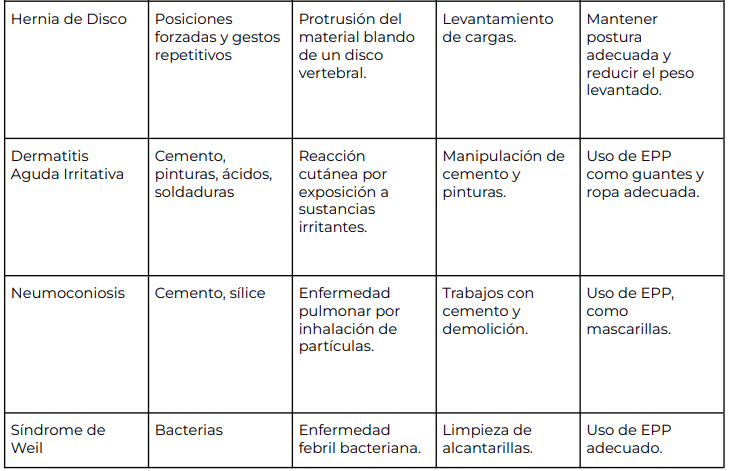 Hernia de Disco
Posiciones
forzadas y gestos
repetitivos
Protrusión del
material blando
de un disco
vertebral.
Levantamiento
de cargas.
Mantener
postura
adecuada y
reducir el peso
levantado.
Dermatitis
Aguda Irritativa
Cemento,
pinturas, ácidos,
soldaduras
Reacción
cutánea por
exposición a
sustancias
irritantes.
Manipulación de
cemento y
pinturas.
Uso de EPP
como guantes y
ropa adecuada.
Neumoconiosis
Cemento, sílice
Enfermedad
pulmonar por
inhalación de
partículas.
Trabajos con
cemento y
demolición.
Uso de EPP,
como
mascarillas.
Síndrome de
Weil
Bacterias
Enfermedad
febril bacteriana.
Limpieza de
alcantarillas.
Uso de EPP
adecuado.